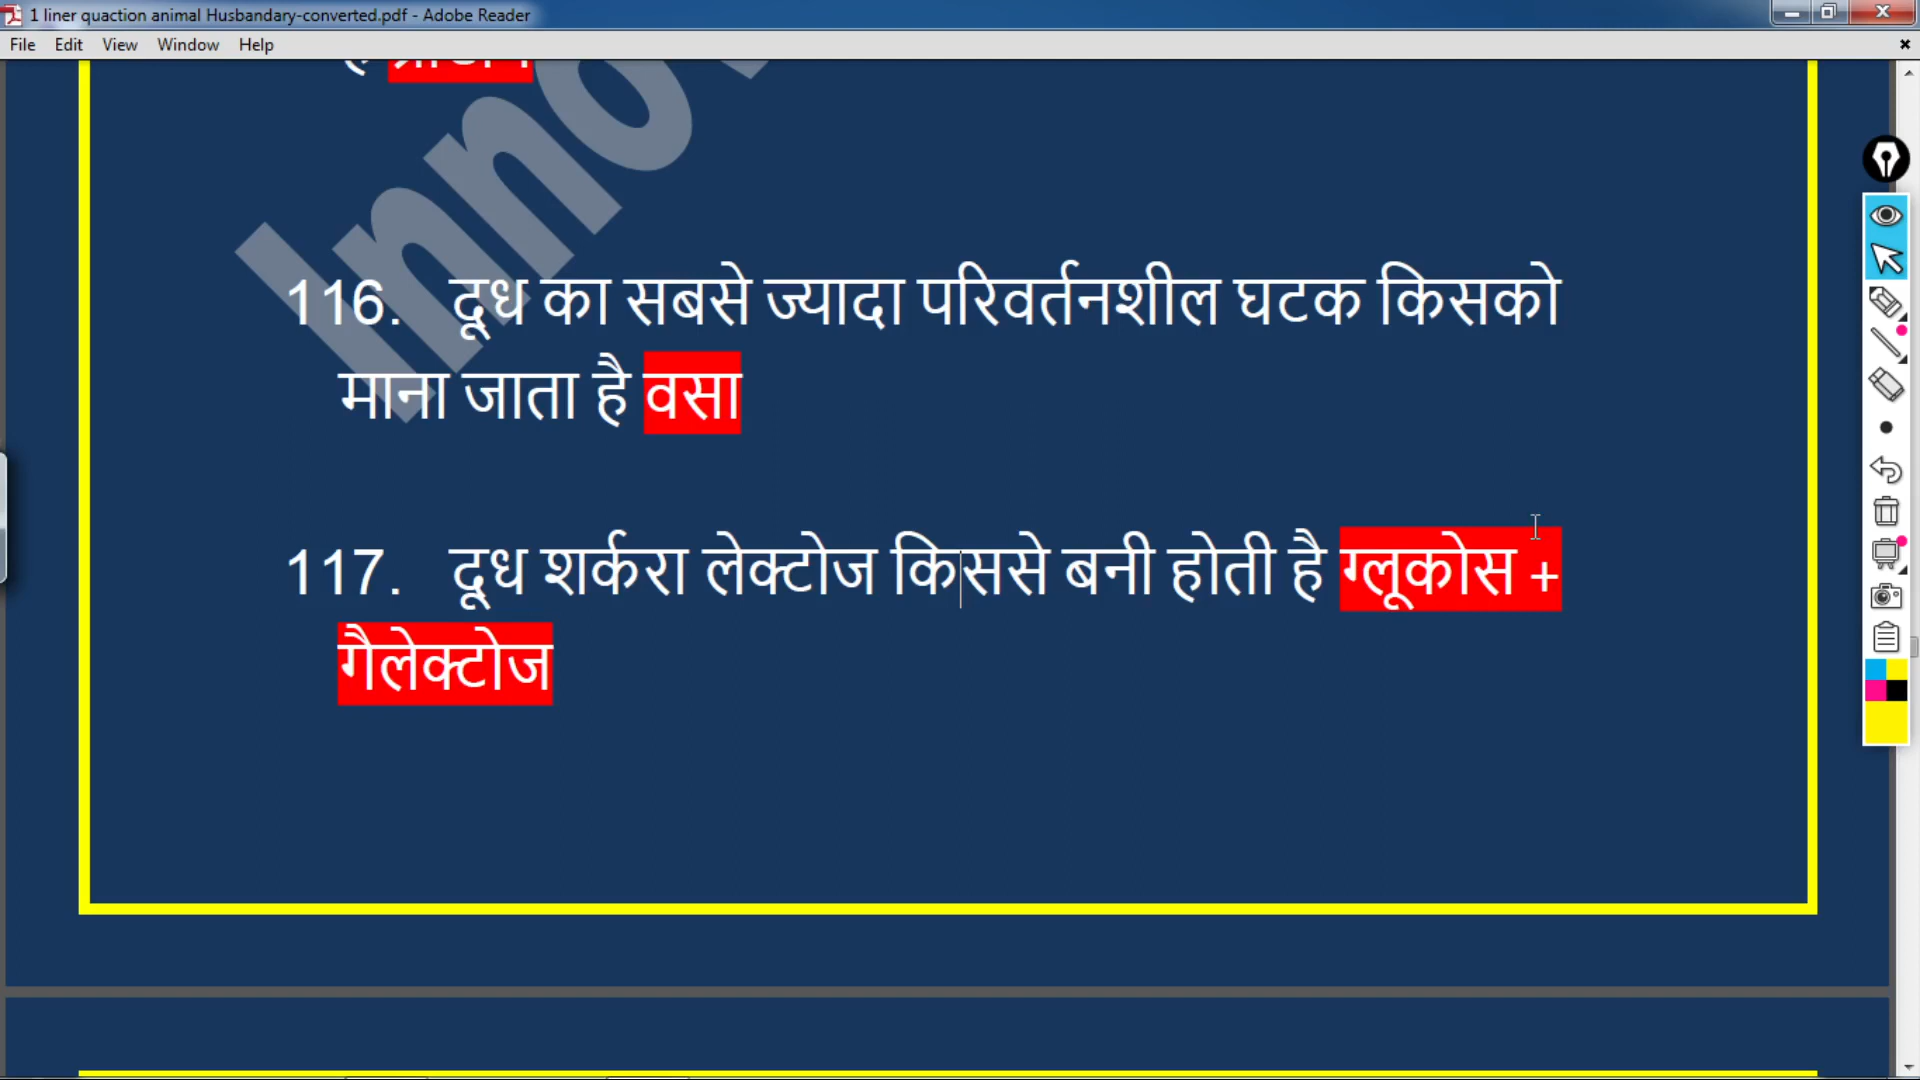 1 liner quaction animal Husbandary-converted.pdf - Adobe Reader
File Edit View Window Help
116. दूध का सबसे ज्यादा परिवर्तनशील घटक किसको
माना जाता है वसा
117. दूध शर्करा लेक्टोज किससे बनी होती है ग्लूकोस +
गैलेक्टोज